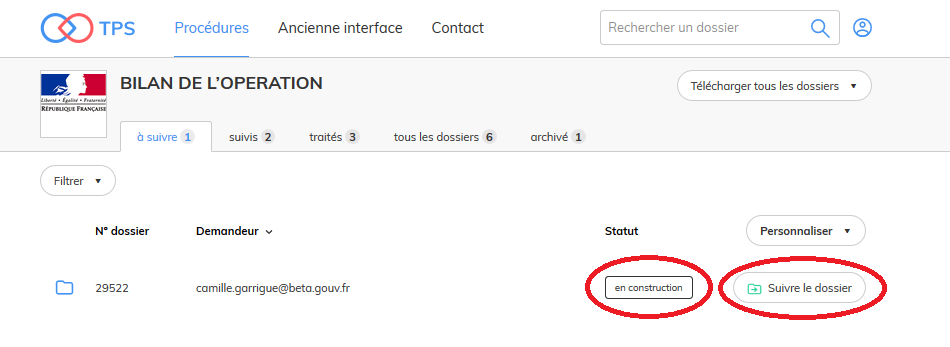 TPS Procédures Ancienne interface Contact Rechercher un dossier
Liberté • Égalité • Fraternité
RÉPUBLIQUE FRANÇAISE
BILAN DE L'OPERATION
Télécharger tous les dossiers
à suivre 1 suivis 2 traités 3 tous les dossiers 6 archivé 1
Filtrer
N° dossier Demandeur Statut Personnaliser
29522 camille.garrigue@beta.gouv.fr en construction Suivre le dossier